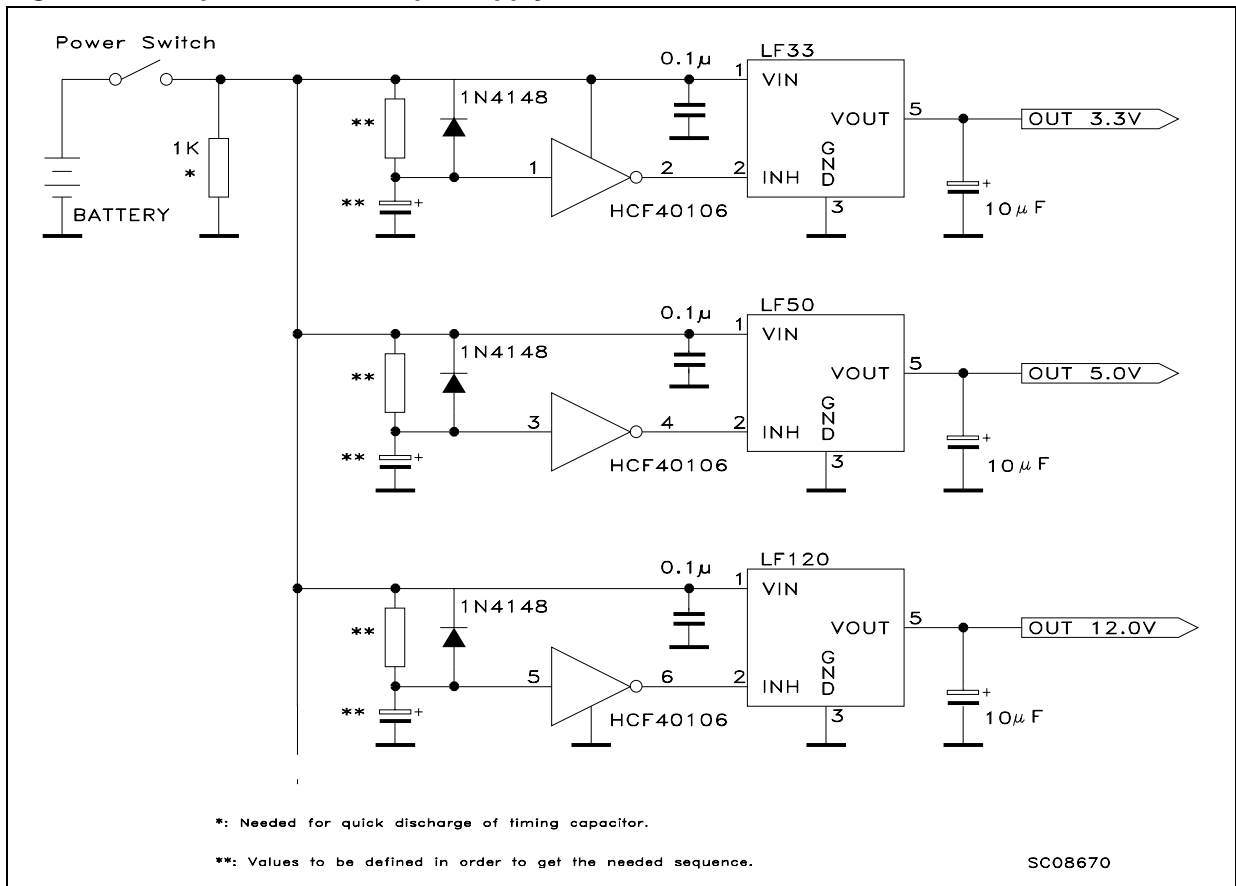 Power Switch
1K
*
BATTERY
**
**
1N4148
1
2
HCF40106
0.1μ
LF33
1
VIN
2
INH
VOUT
GND
3
5
10μF
+
+
OUT 3.3V
**
**
1N4148
3
4
HCF40106
0.1μ
LF50
1
VIN
2
INH
VOUT
GND
3
5
10μF
+
+
OUT 5.0V
**
**
1N4148
5
6
HCF40106
0.1μ
LF120
1
VIN
2
INH
VOUT
GND
3
5
10μF
+
+
OUT 12.0V
*: Needed for quick discharge of timing capacitor.
**: Values to be defined in order to get the needed sequence.
SC08670